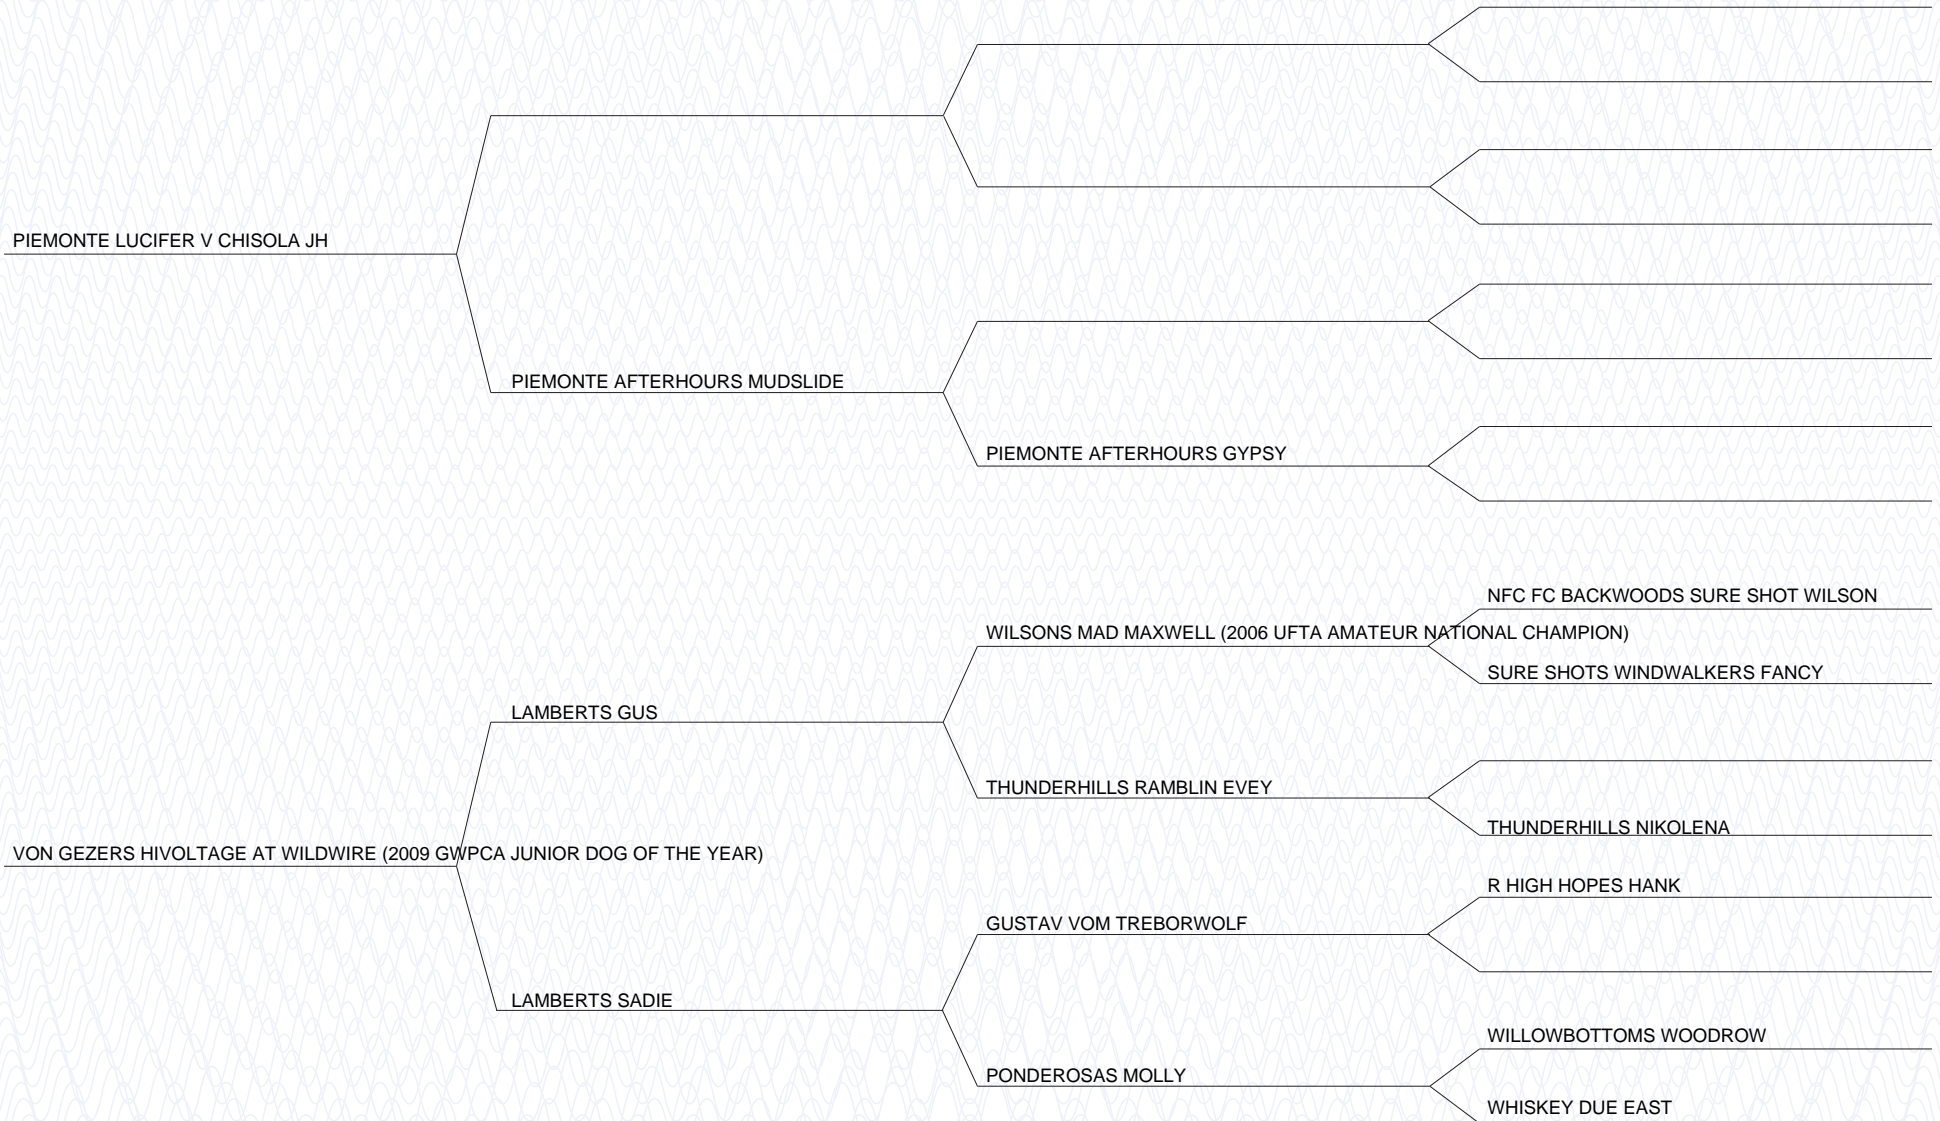 PIEMONTE LUCIFER V CHISOLA JH
PIEMONTE AFTERHOURS MUDSLIDE
PIEMONTE AFTERHOURS GYPSY
NFC FC BACKWOODS SURE SHOT WILSON
WILSONS MAD MAXWELL (2006 UFTA AMATEUR NATIONAL CHAMPION)
SURE SHOTS WINDWALKERS FANCY
LAMBERTS GUS
THUNDERHILLS RAMBLIN EVEY
THUNDERHILLS NIKOLENA
VON GEZERS HIVOLTAGE AT WILDWIRE (2009 GWPCA JUNIOR DOG OF THE YEAR)
R HIGH HOPES HANK
GUSTAV VOM TREBORWOLF
LAMBERTS SADIE
WILLOWBOTTOMS WOODROW
PONDEROSAS MOLLY
WHISKEY DUE EAST